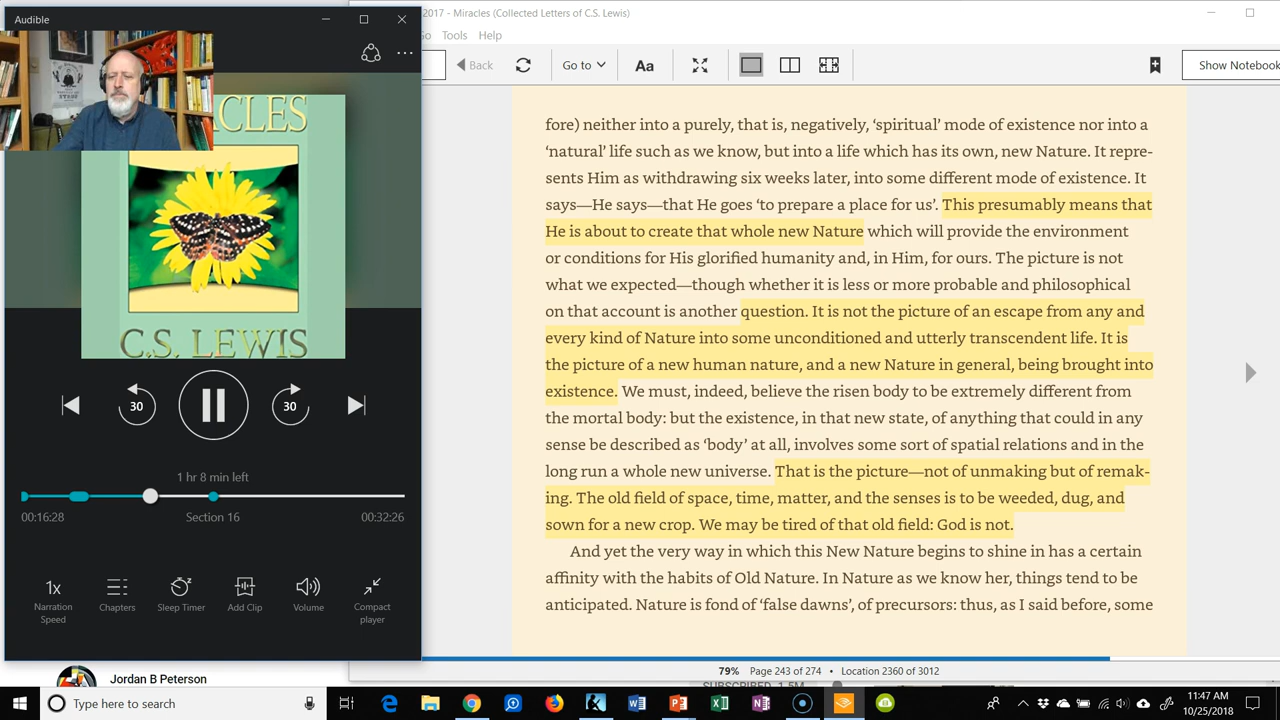 Audible
2017 - Miracles (Collected Letters of C.S. Lewis)
Go Tools Help
Back
Go to
Aa
Show Notebook
ACLES
C.S. LEWIS
fore) neither into a purely, that is, negatively, ‘spiritual’ mode of existence nor into a
‘natural’ life such as we know, but into a life which has its own, new Nature. It repre-
sents Him as withdrawing six weeks later, into some different mode of existence. It
says—He says—that He goes ‘to prepare a place for us’. This presumably means that
He is about to create that whole new Nature which will provide the environment
or conditions for His glorified humanity and, in Him, for ours. The picture is not
what we expected—though whether it is less or more probable and philosophical
on that account is another question. It is not the picture of an escape from any and
every kind of Nature into some unconditioned and utterly transcendent life. It is
the picture of a new human nature, and a new Nature in general, being brought into
existence. We must, indeed, believe the risen body to be extremely different from
the mortal body: but the existence, in that new state, of anything that could in any
sense be described as ‘body’ at all, involves some sort of spatial relations and in the
long run a whole new universe. That is the picture—not of unmaking but of remak-
ing. The old field of space, time, matter, and the senses is to be weeded, dug, and
sown for a new crop. We may be tired of that old field: God is not.
And yet the very way in which this New Nature begins to shine in has a certain
affinity with the habits of Old Nature. In Nature as we know her, things tend to be
anticipated. Nature is fond of ‘false dawns’, of precursors: thus, as I said before, some
30
30
1 hr 8 min left
00:16:28
Section 16
00:32:26
1x
Narration Speed
Chapters
Sleep Timer
Add Clip
Volume
Compact player
79% Page 243 of 274 • Location 2360 of 3012
Jordan B Peterson
SUBSCRIBED 1.5M
Type here to search
11:47 AM
10/25/2018